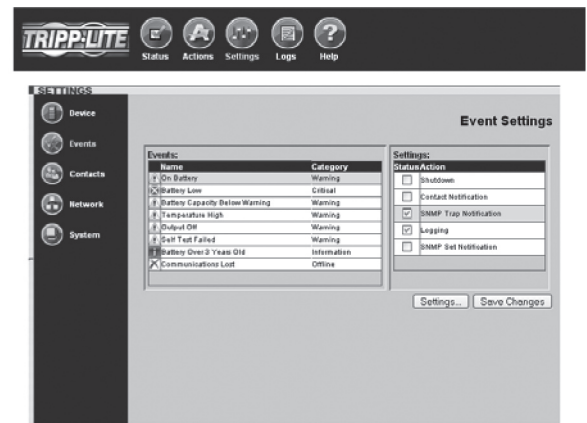 TRIPP·LITE
Status Actions Settings Logs Help
SETTINGS
Device
Events
Contacts
Network
System
Event Settings
Events:
Name Category
On Battery Warning
Battery Low Critical
Battery Capacity Below Warning Warning
Temperature High Warning
Output Off Warning
Self Test Failed Warning
Battery Over 3 Years Old Information
Communications Lost Offline
Settings:
Status Action
Shutdown
Contact Notification
SNMP Trap Notification
Logging
SNMP Set Notification
Settings... Save Changes